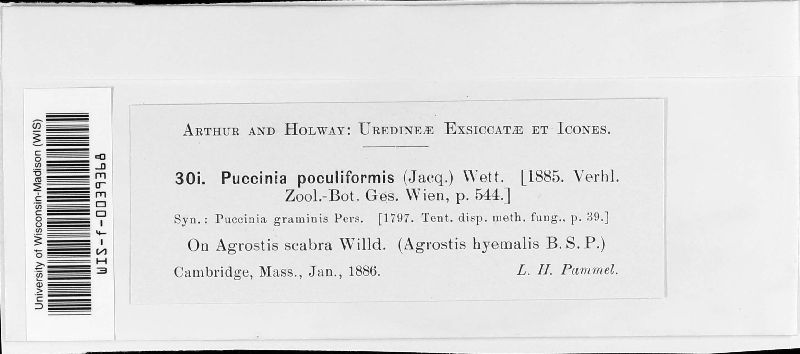 ARTHUR AND HOLWAY: UREDINEÆ EXSICCATÆ ET ICONES.
30i. Puccinia poculiformis (Jacq.) Wett. [1885. Verhl.
Zool.-Bot. Ges. Wien, p. 544.]
Syn.: Puccinia graminis Pers. [1797. Tent. disp. meth. fung., p. 39.]
On Agrostis scabra Willd. (Agrostis hyemalis B. S. P.)
Cambridge, Mass., Jan., 1886. L. H. Pammel.
University of Wisconsin-Madison (WIS)